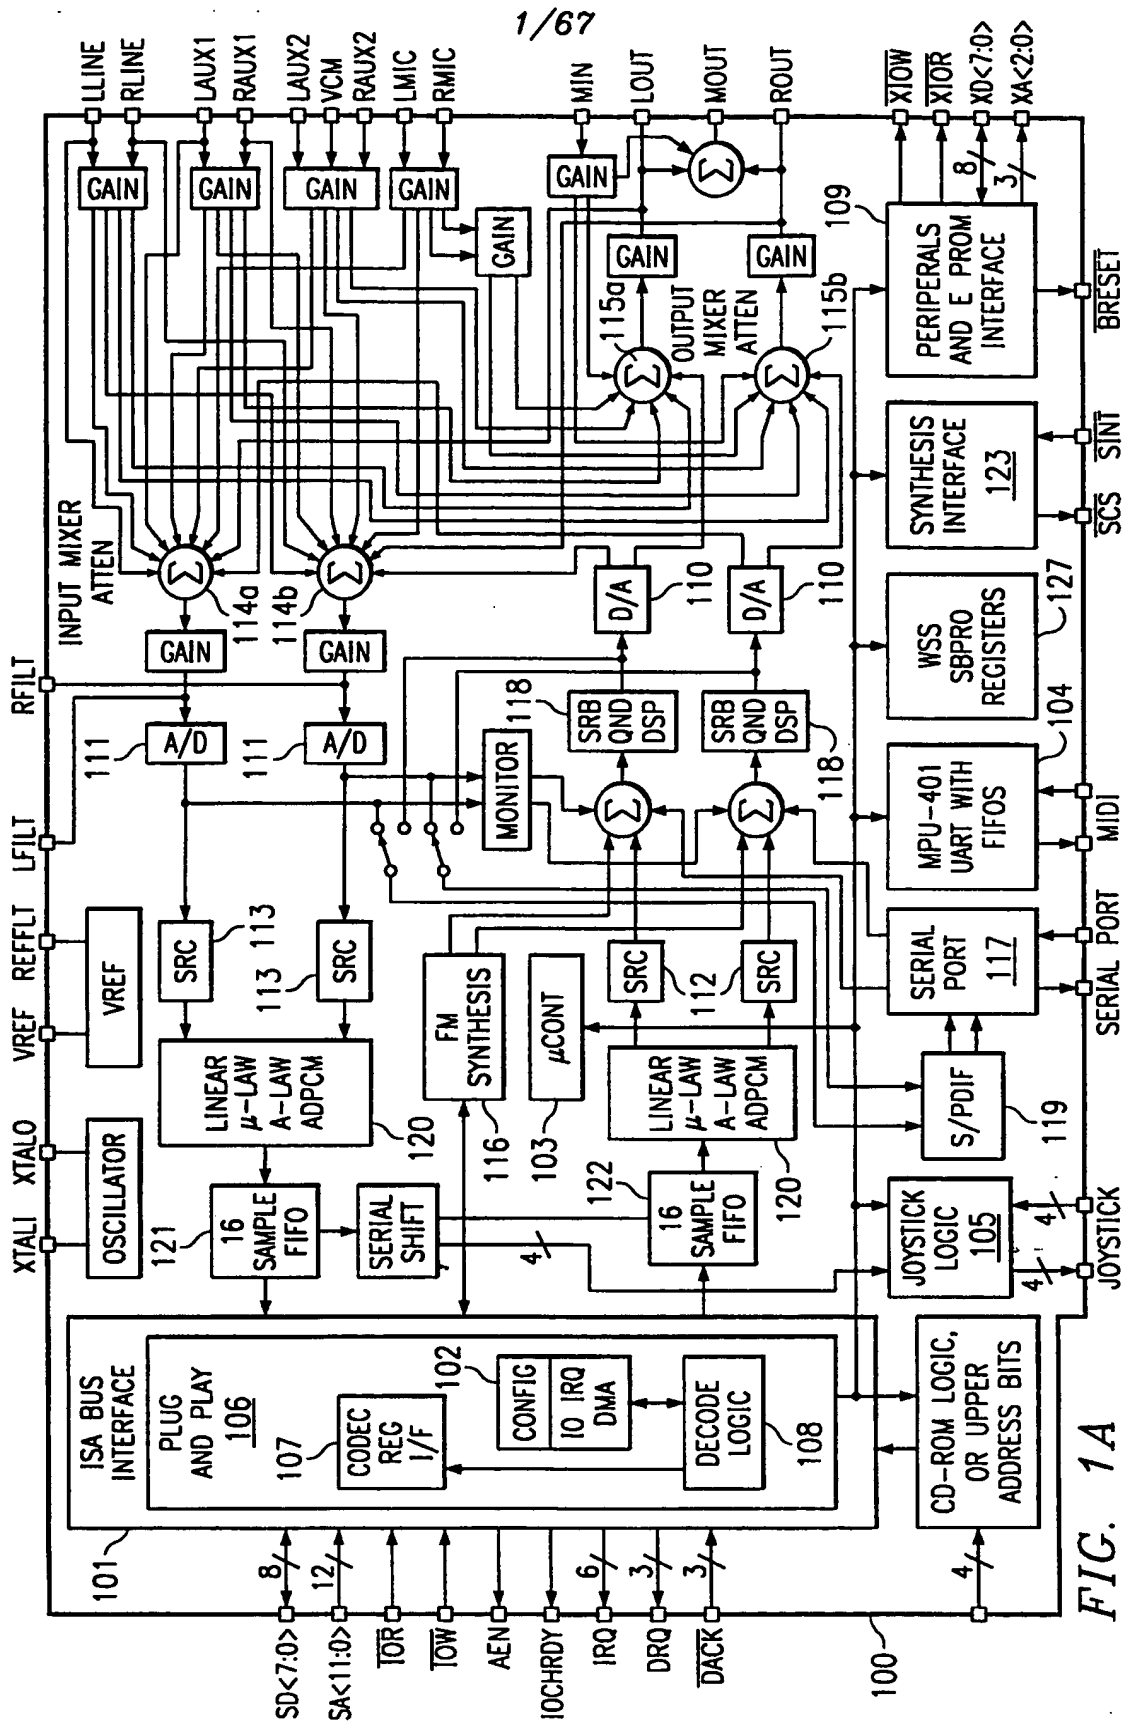 1/67
LLINE
RLINE
LAUX1
RAUX1
LAUX2
VCM
RAUX2
LMIC
RMIC
MIN
LOUT
MOUT
ROUT
XIOW
XIOR
XD<7:0>
XA<2:0>
8
3
GAIN
GAIN
GAIN
GAIN
GAIN
GAIN
GAIN
GAIN
Σ
115a
OUTPUT
MIXER
ATTEN
115b
Σ
Σ
109
PERIPERALS
AND E PROM
INTERFACE
BRESET
SYNTHESIS
INTERFACE
123
SINT
SCS
WSS
SBPRO
REGISTERS
127
MPU-401
UART WITH
FIFOS
104
MIDI
SERIAL
PORT
117
SERIAL PORT
S/PDIF
119
JOYSTICK
LOGIC
105
4
4
JOYSTICK
CD-ROM LOGIC,
OR UPPER
ADDRESS BITS
4
INPUT MIXER
ATTEN
Σ
114a
Σ
114b
GAIN
GAIN
RFILT
LFILT
REFFLT
VREF
XTALO
XTALI
111
A/D
111
A/D
D/A
110
D/A
110
SRB
QND
DSP
118
SRB
QND
DSP
118
MONITOR
Σ
Σ
VREF
OSCILLATOR
SRC
113
SRC
113
LINEAR
μ-LAW
A-LAW
ADPCM
120
FM
SYNTHESIS
116
μCONT
103
SRC
112
SRC
LINEAR
μ-LAW
A-LAW
ADPCM
120
121
16
SAMPLE
FIFO
SERIAL
SHIFT
4
122
16
SAMPLE
FIFO
ISA BUS
INTERFACE
101
PLUG
AND PLAY
106
107
CODEC
REG
I/F
102
CONFIG
IO IRQ
DMA
DECODE
LOGIC
108
SD<7:0>
8
SA<11:0>
12
TOR
TOW
AEN
IOCHRDY
IRQ
6
DRQ
3
DACK
3
100
FIG. 1A